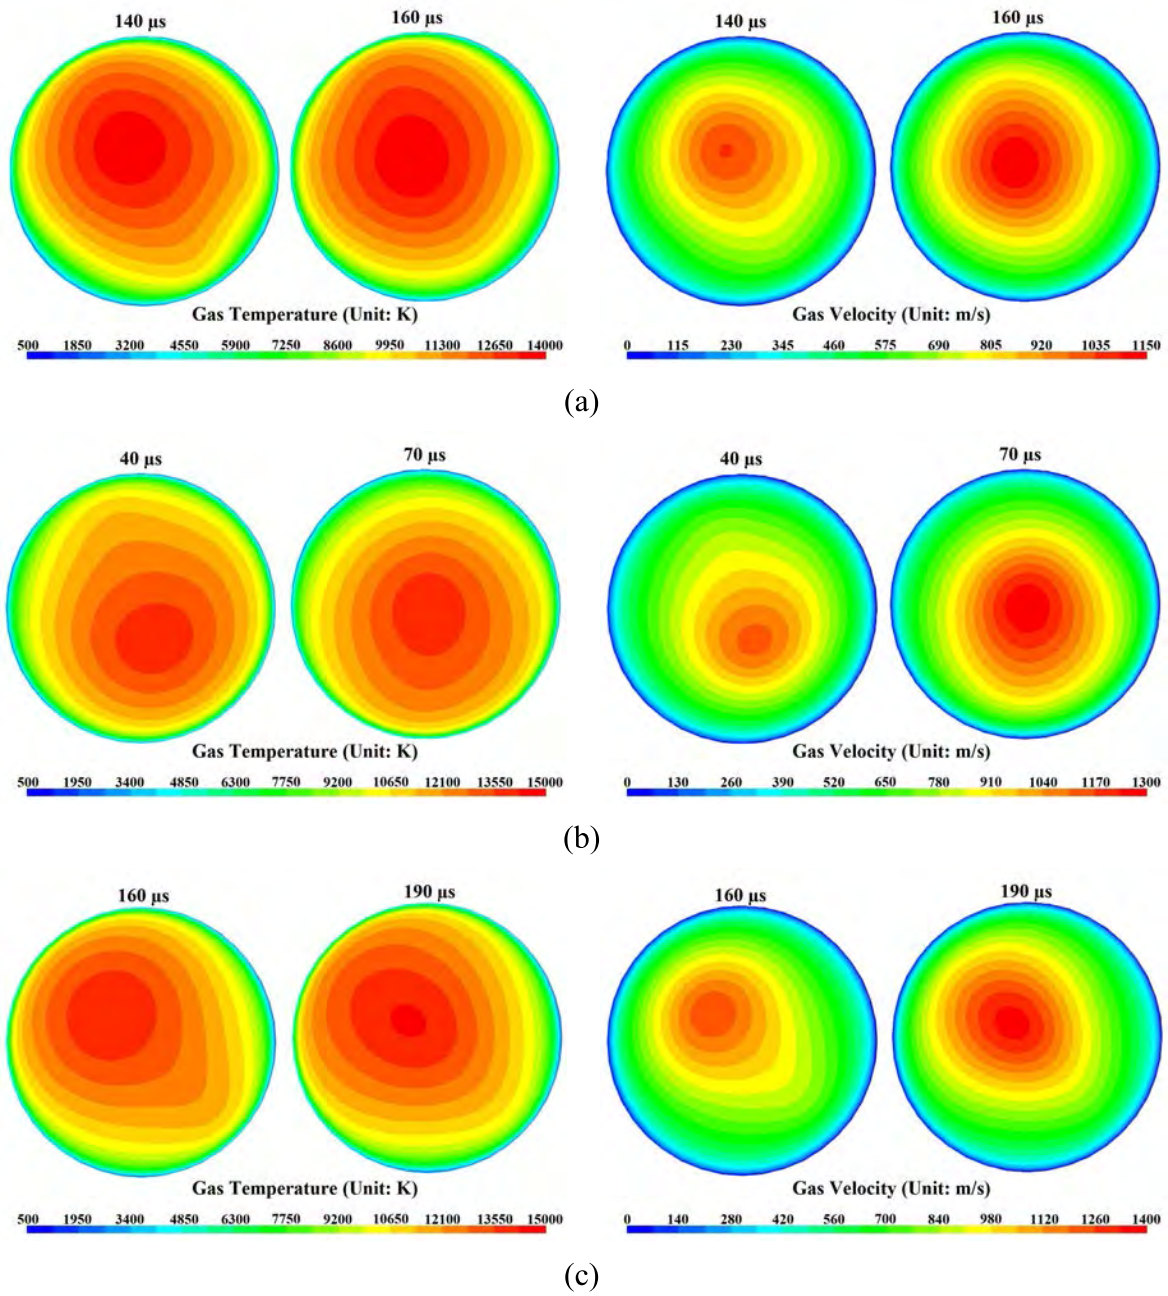 140 μs 160 μs 140 μs 160 μs
Gas Temperature (Unit: K) Gas Velocity (Unit: m/s)
500 1850 3200 4550 5900 7250 8600 9950 11300 12650 14000 0 115 230 345 460 575 690 805 920 1035 1150
(a)
40 μs 70 μs 40 μs 70 μs
Gas Temperature (Unit: K) Gas Velocity (Unit: m/s)
500 1950 3400 4850 6300 7750 9200 10650 12100 13550 15000 0 130 260 390 520 650 780 910 1040 1170 1300
(b)
160 μs 190 μs 160 μs 190 μs
Gas Temperature (Unit: K) Gas Velocity (Unit: m/s)
500 1950 3400 4850 6300 7750 9200 10650 12100 13550 15000 0 140 280 420 560 700 840 980 1120 1260 1400
(c)